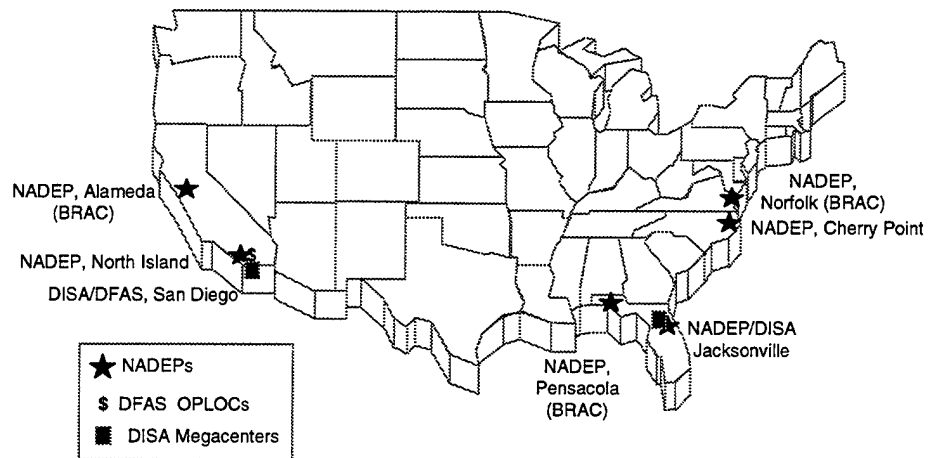 NADEP, Alameda
(BRAC)
NADEP, North Island
$
DISA/DFAS, San Diego
NADEP,
Norfolk (BRAC)
NADEP, Cherry Point
NADEP/DISA
Jacksonville
NADEP,
Pensacola
(BRAC)
NADEPs
$ DFAS OPLOCs
DISA Megacenters